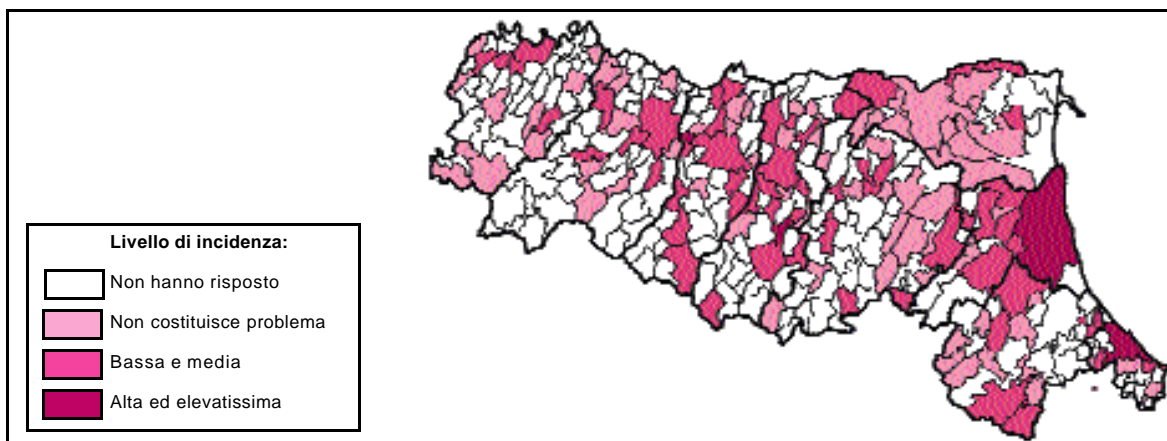 Livello di incidenza:
Non hanno risposto
Non costituisce problema
Bassa e media
Alta ed elevatissima